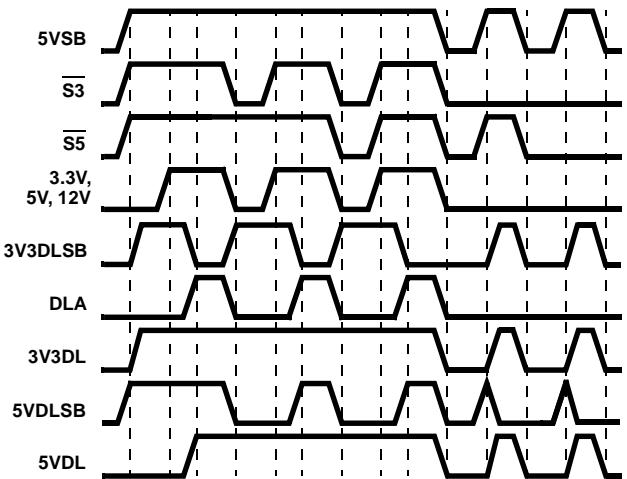 5VSB
S3
S5
3.3V,
5V, 12V
3V3DLSB
DLA
3V3DL
5VDLSB
5VDL